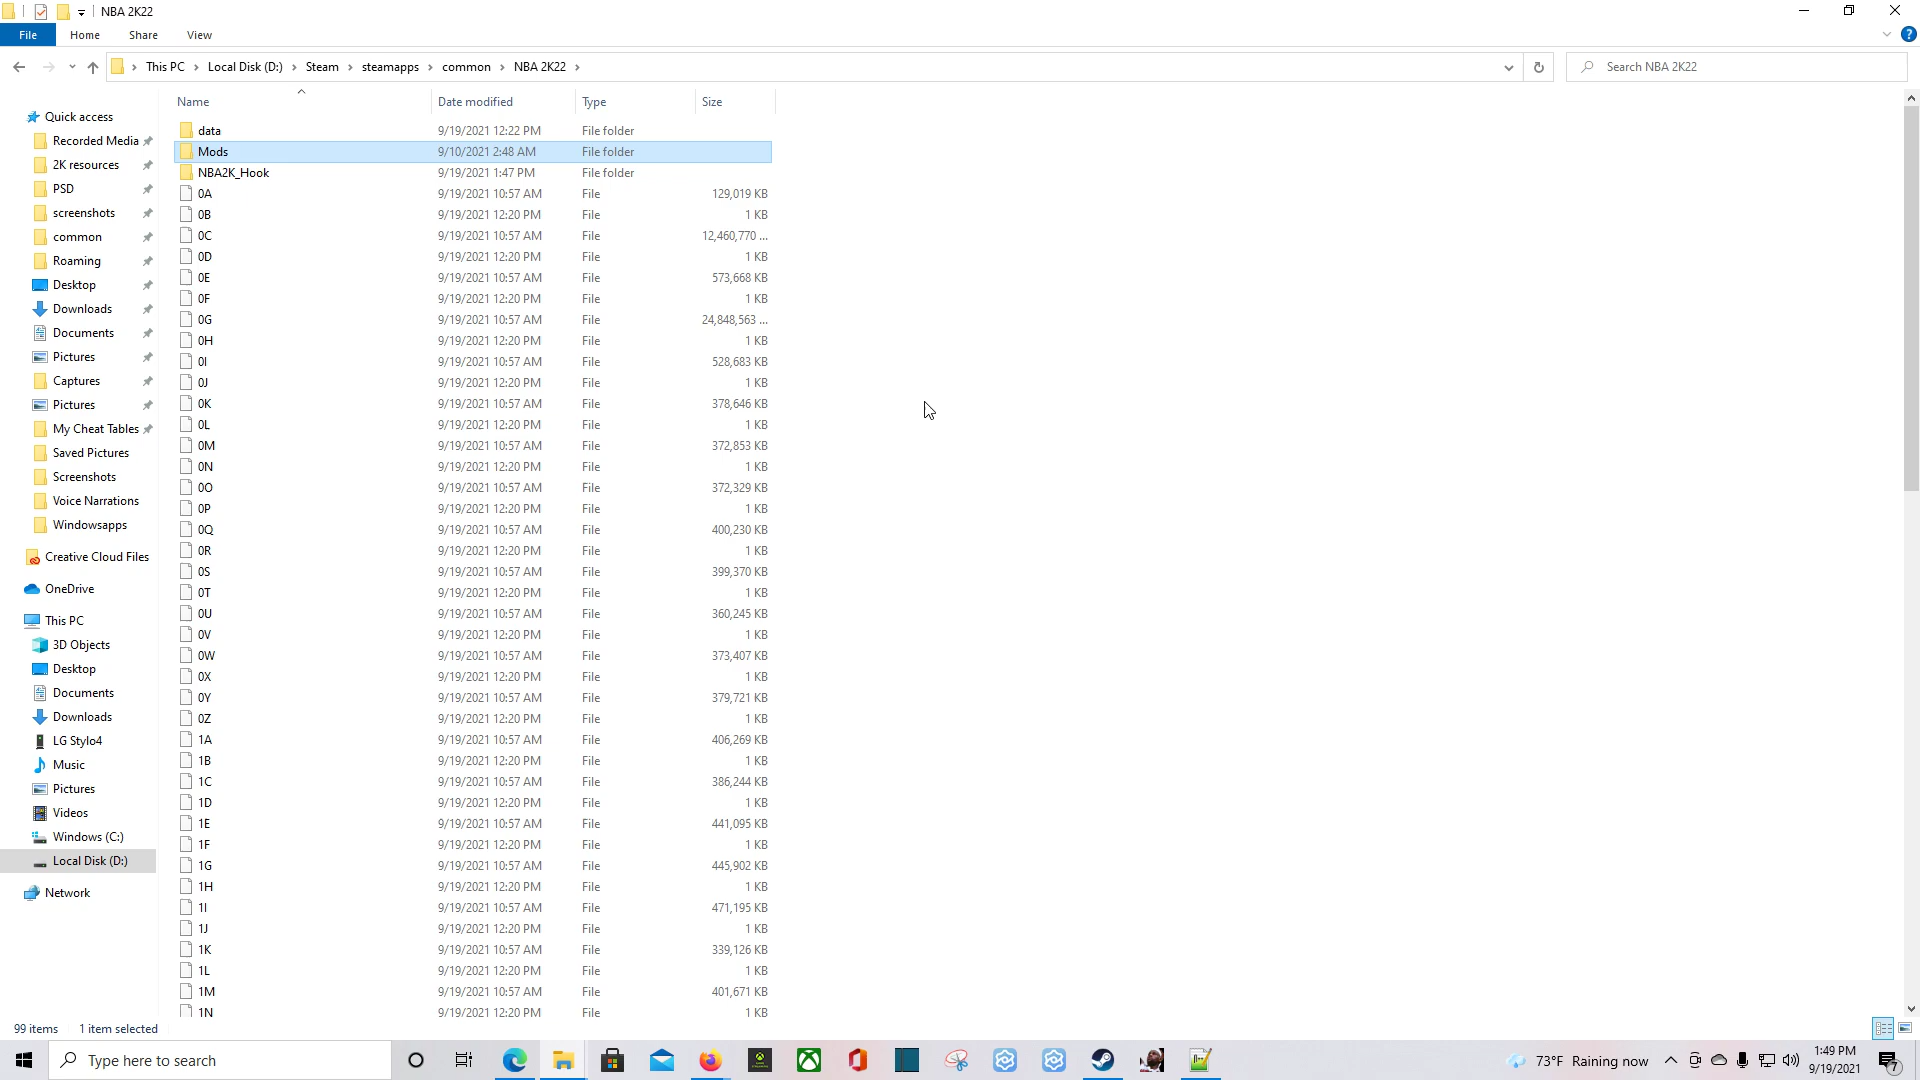 NBA 2K22
File Home Share View
This PC Local Disk (D:) Steam steamapps common NBA 2K22 Search NBA 2K22
Name Date modified Type Size
Quick access
Recorded Media
2K resources
PSD
screenshots
common
Roaming
Desktop
Downloads
Documents
Pictures
Captures
Pictures
My Cheat Tables
Saved Pictures
Screenshots
Voice Narrations
Windowsapps
Creative Cloud Files
OneDrive
This PC
3D Objects
Desktop
Documents
Downloads
LG Stylo4
Music
Pictures
Videos
Windows (C:)
Local Disk (D:)
Network
data 9/19/2021 12:22 PM File folder
Mods 9/10/2021 2:48 AM File folder
NBA2K_Hook 9/19/2021 1:47 PM File folder
0A 9/19/2021 10:57 AM File 129,019 KB
0B 9/19/2021 12:20 PM File 1 KB
0C 9/19/2021 10:57 AM File 12,460,770 ...
0D 9/19/2021 12:20 PM File 1 KB
0E 9/19/2021 10:57 AM File 573,668 KB
0F 9/19/2021 12:20 PM File 1 KB
0G 9/19/2021 10:57 AM File 24,848,563 ...
0H 9/19/2021 12:20 PM File 1 KB
0I 9/19/2021 10:57 AM File 528,683 KB
0J 9/19/2021 12:20 PM File 1 KB
0K 9/19/2021 10:57 AM File 378,646 KB
0L 9/19/2021 12:20 PM File 1 KB
0M 9/19/2021 10:57 AM File 372,853 KB
0N 9/19/2021 12:20 PM File 1 KB
0O 9/19/2021 10:57 AM File 372,329 KB
0P 9/19/2021 12:20 PM File 1 KB
0Q 9/19/2021 10:57 AM File 400,230 KB
0R 9/19/2021 12:20 PM File 1 KB
0S 9/19/2021 10:57 AM File 399,370 KB
0T 9/19/2021 12:20 PM File 1 KB
0U 9/19/2021 10:57 AM File 360,245 KB
0V 9/19/2021 12:20 PM File 1 KB
0W 9/19/2021 10:57 AM File 373,407 KB
0X 9/19/2021 12:20 PM File 1 KB
0Y 9/19/2021 10:57 AM File 379,721 KB
0Z 9/19/2021 12:20 PM File 1 KB
1A 9/19/2021 10:57 AM File 406,269 KB
1B 9/19/2021 12:20 PM File 1 KB
1C 9/19/2021 10:57 AM File 386,244 KB
1D 9/19/2021 12:20 PM File 1 KB
1E 9/19/2021 10:57 AM File 441,095 KB
1F 9/19/2021 12:20 PM File 1 KB
1G 9/19/2021 10:57 AM File 445,902 KB
1H 9/19/2021 12:20 PM File 1 KB
1I 9/19/2021 10:57 AM File 471,195 KB
1J 9/19/2021 12:20 PM File 1 KB
1K 9/19/2021 10:57 AM File 339,126 KB
1L 9/19/2021 12:20 PM File 1 KB
1M 9/19/2021 10:57 AM File 401,671 KB
1N 9/19/2021 12:20 PM File 1 KB
99 items 1 item selected
Type here to search 73°F Raining now 1:49 PM
9/19/2021 7